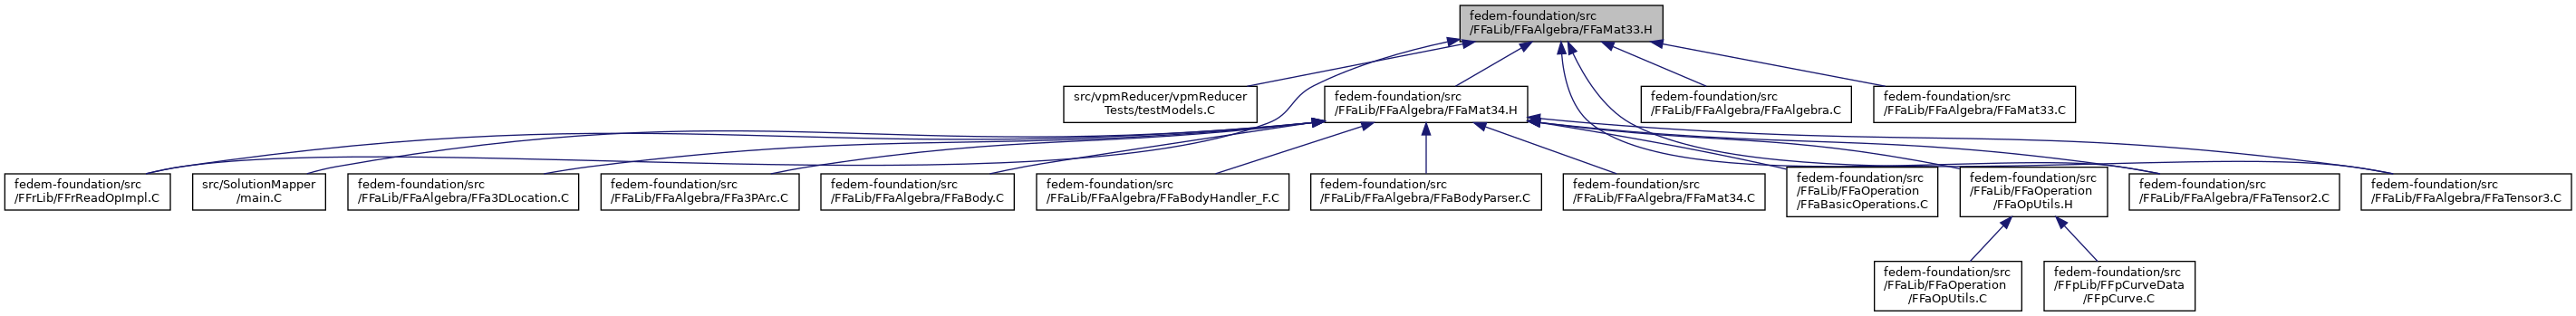 fedem-foundation/src
/FFaLib/FFaAlgebra/FFaMat33.H
src/vpmReducer/vpmReducer
Tests/testModels.C
fedem-foundation/src
/FFaLib/FFaAlgebra/FFaMat34.H
fedem-foundation/src
/FFaLib/FFaAlgebra/FFaAlgebra.C
fedem-foundation/src
/FFaLib/FFaAlgebra/FFaMat33.C
fedem-foundation/src
/FFrLib/FFrReadOpImpl.C
src/SolutionMapper
/main.C
fedem-foundation/src
/FFaLib/FFaAlgebra/FFa3DLocation.C
fedem-foundation/src
/FFaLib/FFaAlgebra/FFa3PArc.C
fedem-foundation/src
/FFaLib/FFaAlgebra/FFaBody.C
fedem-foundation/src
/FFaLib/FFaAlgebra/FFaBodyHandler_F.C
fedem-foundation/src
/FFaLib/FFaAlgebra/FFaBodyParser.C
fedem-foundation/src
/FFaLib/FFaAlgebra/FFaMat34.C
fedem-foundation/src
/FFaLib/FFaOperation
/FFaBasicOperations.C
fedem-foundation/src
/FFaLib/FFaOperation
/FFaOpUtils.H
fedem-foundation/src
/FFaLib/FFaAlgebra/FFaTensor2.C
fedem-foundation/src
/FFaLib/FFaAlgebra/FFaTensor3.C
fedem-foundation/src
/FFaLib/FFaOperation
/FFaOpUtils.C
fedem-foundation/src
/FFpLib/FFpCurveData
/FFpCurve.C